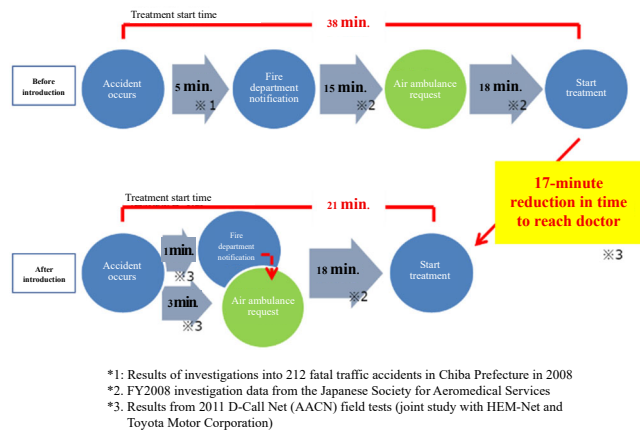 Treatment start time
38 min.
Before
introduction
Accident
occurs
5 min.
※1
Fire
department
notification
15 min.
※2
Air ambulance
request
18 min.
※2
Start
treatment
17-minute
reduction in time
to reach doctor
※3
Treatment start time
21 min.
After
introduction
Accident
occurs
1min.
※3
Fire
department
notification
3min.
※3
Air ambulance
request
18 min.
※2
Start
treatment
*1: Results of investigations into 212 fatal traffic accidents in Chiba Prefecture in 2008
*2. FY2008 investigation data from the Japanese Society for Aeromedical Services
*3. Results from 2011 D-Call Net (AACN) field tests (joint study with HEM-Net and
Toyota Motor Corporation)